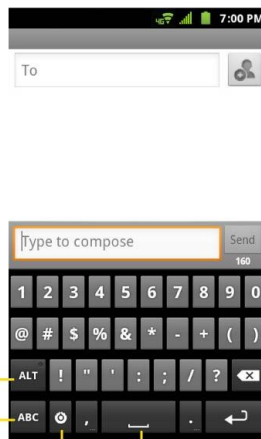 4G 7:00 PM
To
Type to compose
Send
160
1 2 3 4 5 6 7 8 9 0
@ # $ % & * - + ( )
ALT ! " ' : ; / ?
ABC , .